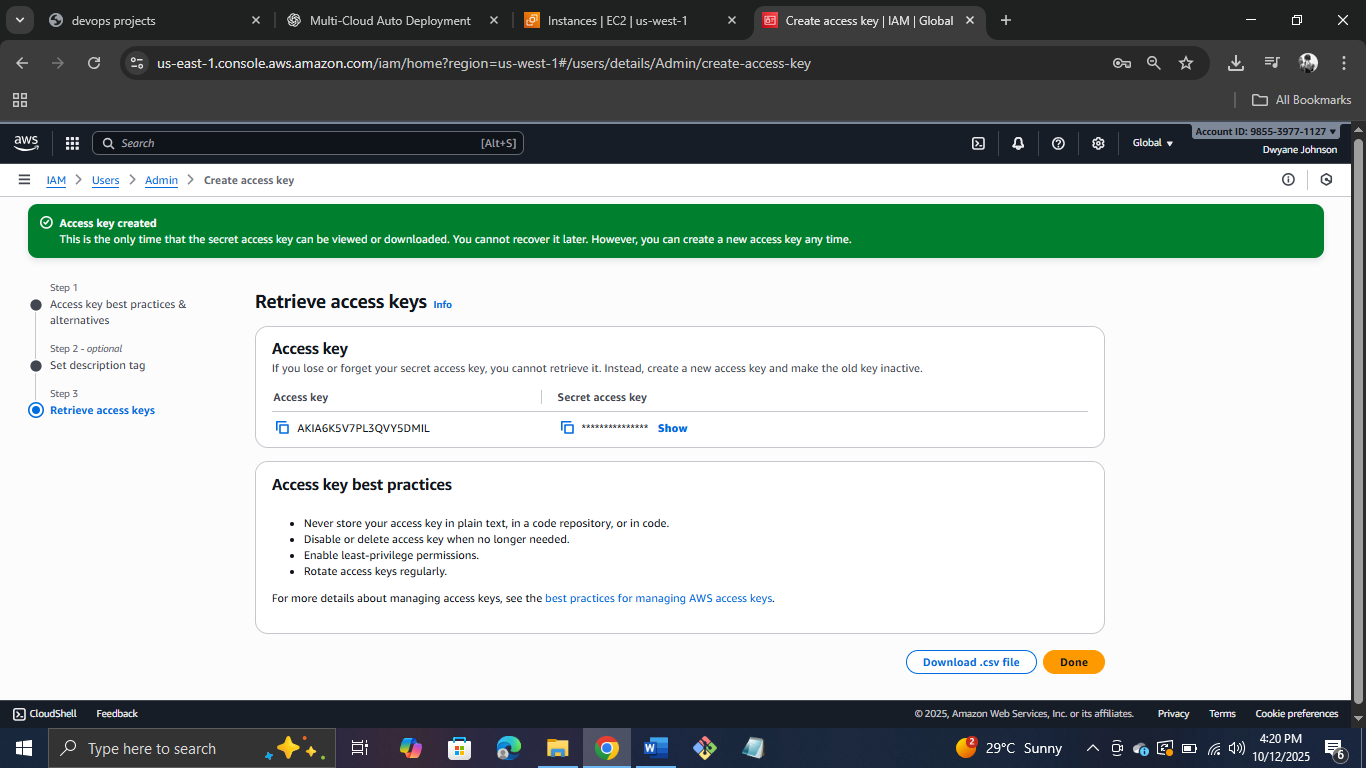 devops projects
Multi-Cloud Auto Deployment
Instances | EC2 | us-west-1
Create access key | IAM | Global
us-east-1.console.aws.amazon.com/iam/home?region=us-west-1#/users/details/Admin/create-access-key
All Bookmarks
aws
Search
[Alt+S]
Global
Account ID: 9855-3977-1127
Dwyane Johnson
IAM
Users
Admin
Create access key
Access key created
This is the only time that the secret access key can be viewed or downloaded. You cannot recover it later. However, you can create a new access key any time.
Step 1
Access key best practices &
alternatives
Step 2 - optional
Set description tag
Step 3
Retrieve access keys
Retrieve access keys Info
Access key
If you lose or forget your secret access key, you cannot retrieve it. Instead, create a new access key and make the old key inactive.
Access key
Secret access key
AKIA6K5V7PL3QVY5DMIL
*************** Show
Access key best practices
• Never store your access key in plain text, in a code repository, or in code.
• Disable or delete access key when no longer needed.
• Enable least-privilege permissions.
• Rotate access keys regularly.
For more details about managing access keys, see the best practices for managing AWS access keys.
Download .csv file
Done
CloudShell
Feedback
© 2025, Amazon Web Services, Inc. or its affiliates.
Privacy
Terms
Cookie preferences
Type here to search
2
29°C Sunny
4:20 PM
10/12/2025
6